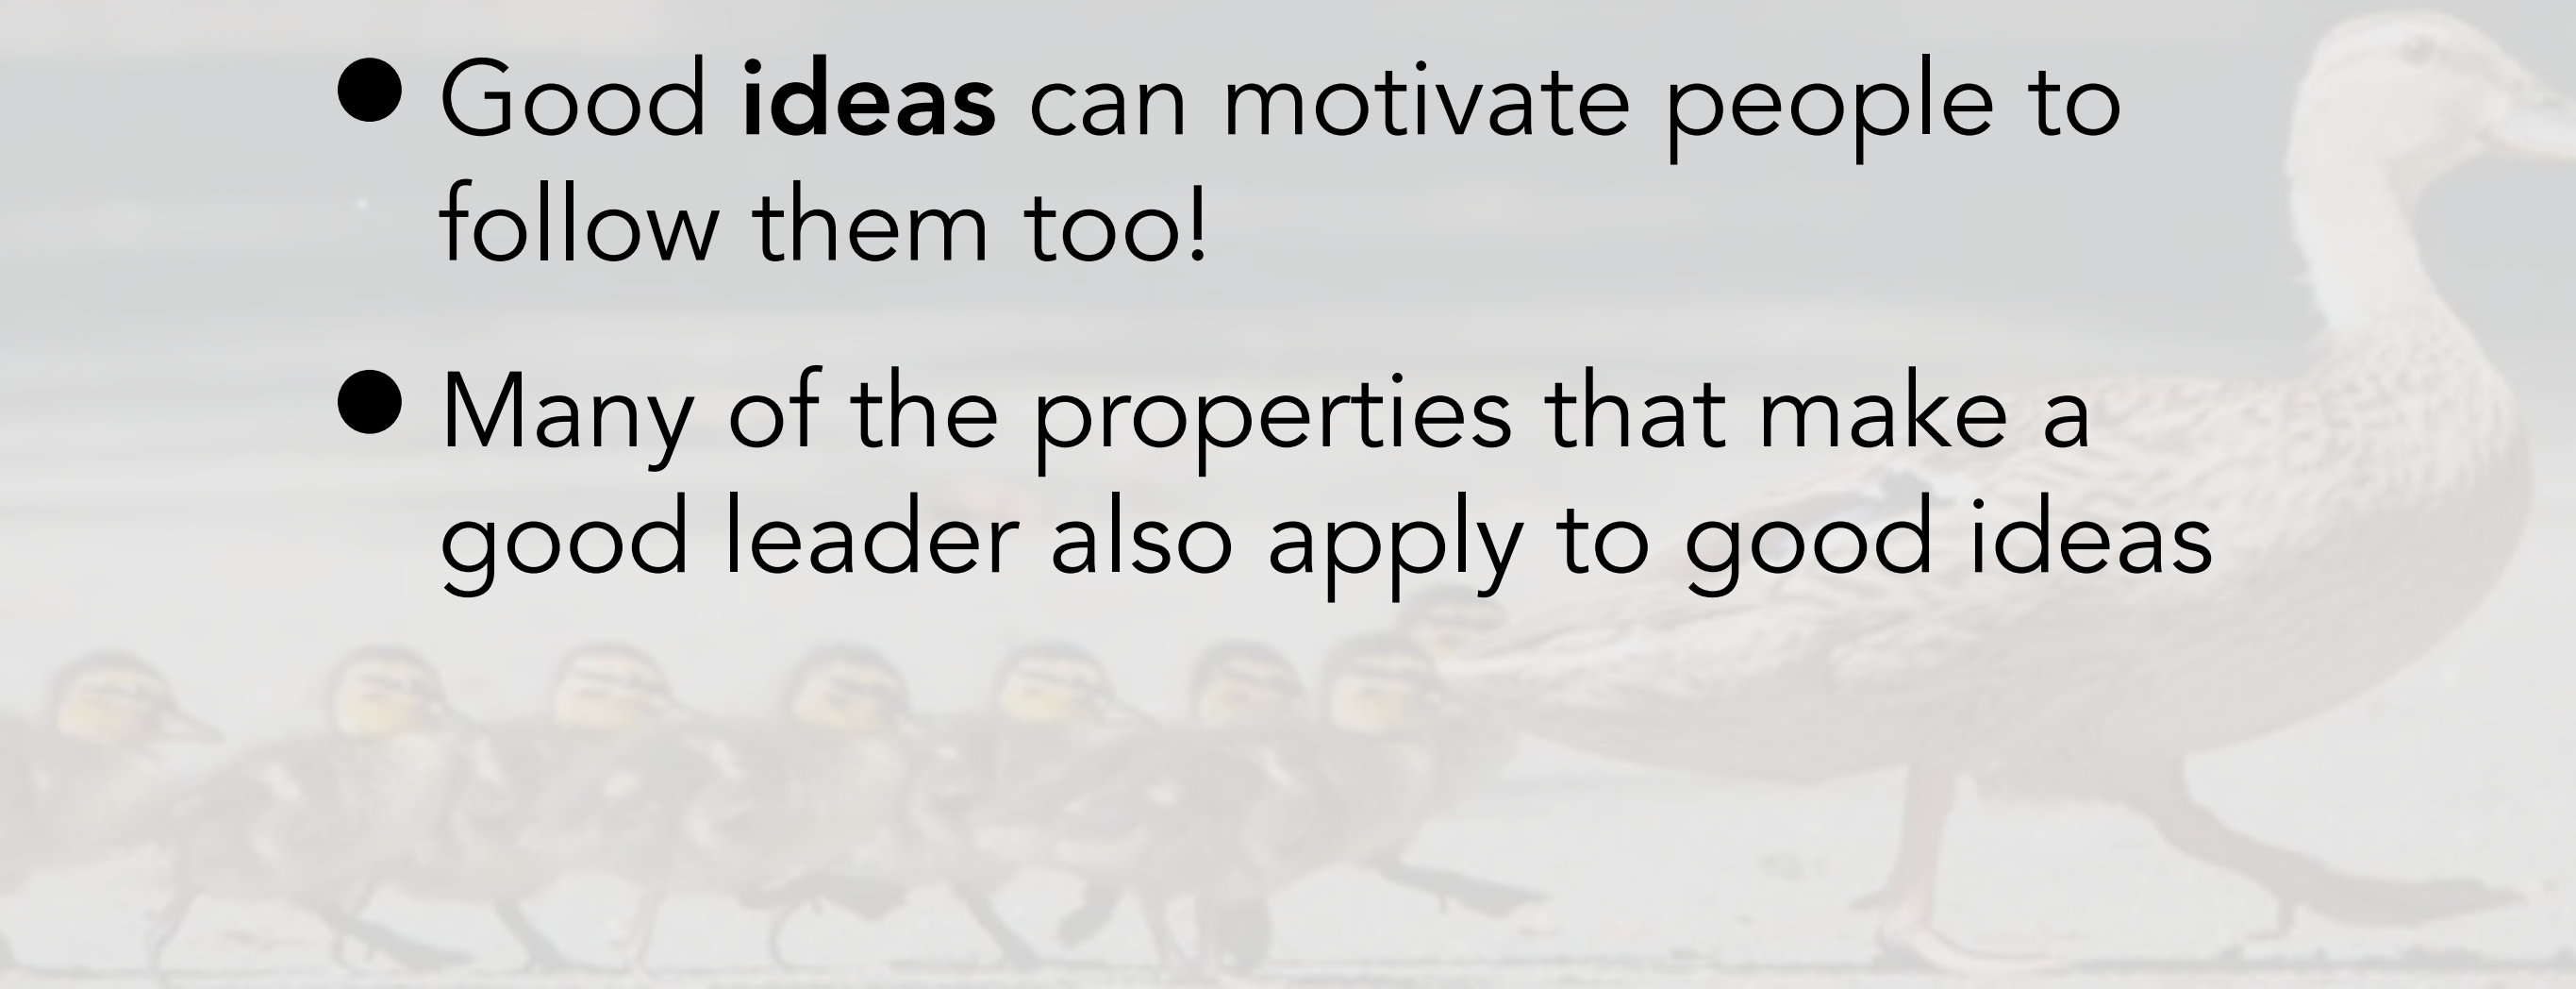 ● Good ideas can motivate people to
follow them too!
● Many of the properties that make a
good leader also apply to good ideas